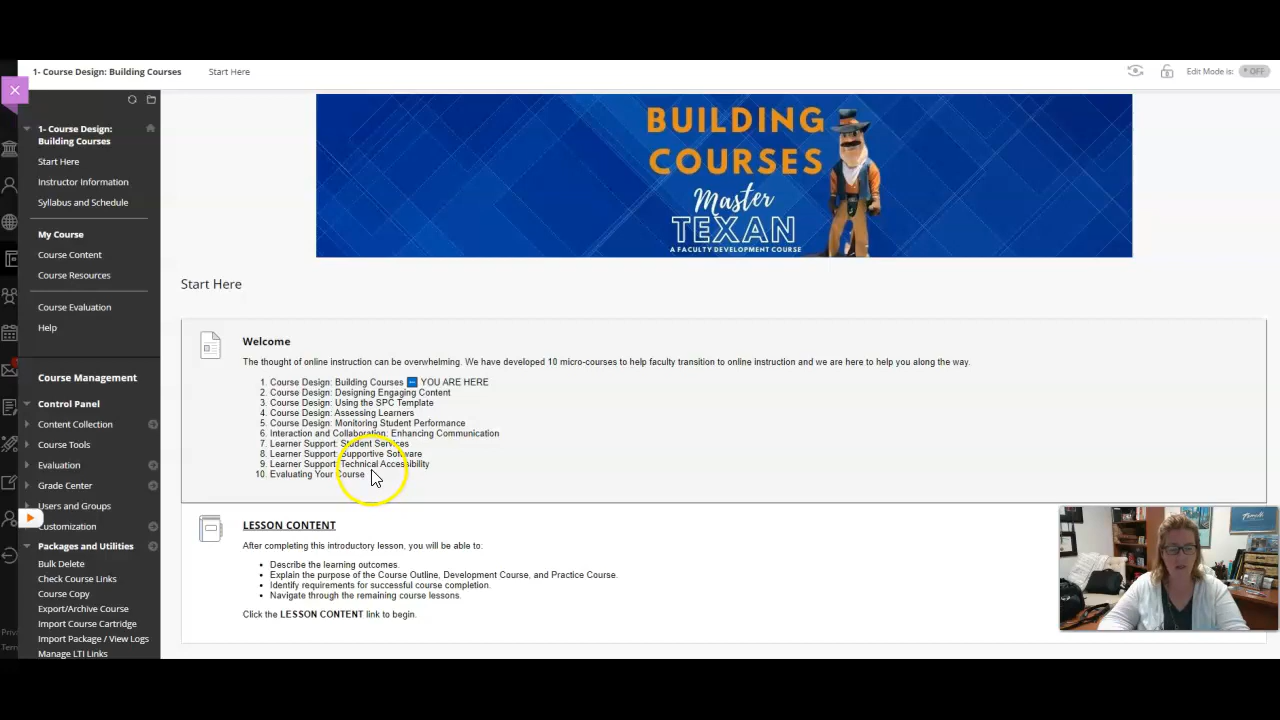 1- Course Design: Building Courses
Start Here
Edit Mode is:
OFF
1- Course Design:
Building Courses
Start Here
Instructor Information
Syllabus and Schedule
My Course
Course Content
Course Resources
Course Evaluation
Help
Course Management
Control Panel
Content Collection
Course Tools
Evaluation
Grade Center
Users and Groups
Customization
Packages and Utilities
Bulk Delete
Check Course Links
Course Copy
Export/Archive Course
Import Course Cartridge
Import Package / View Logs
Manage LTI Links
BUILDING
COURSES
Master
TEXAN
A FACULTY DEVELOPMENT COURSE
Start Here
Welcome
The thought of online instruction can be overwhelming. We have developed 10 micro-courses to help faculty transition to online instruction and we are here to help you along the way.
1. Course Design: Building Courses YOU ARE HERE
2. Course Design: Designing Engaging Content
3. Course Design: Using the SPC Template
4. Course Design: Assessing Learners
5. Course Design: Monitoring Student Performance
6. Interaction and Collaboration: Enhancing Communication
7. Learner Support: Student Services
8. Learner Support: Supportive Software
9. Learner Support: Technical Accessibility
10. Evaluating Your Course
LESSON CONTENT
After completing this introductory lesson, you will be able to:
• Describe the learning outcomes.
• Explain the purpose of the Course Outline, Development Course, and Practice Course.
• Identify requirements for successful course completion.
• Navigate through the remaining course lessons.
Click the LESSON CONTENT link to begin.